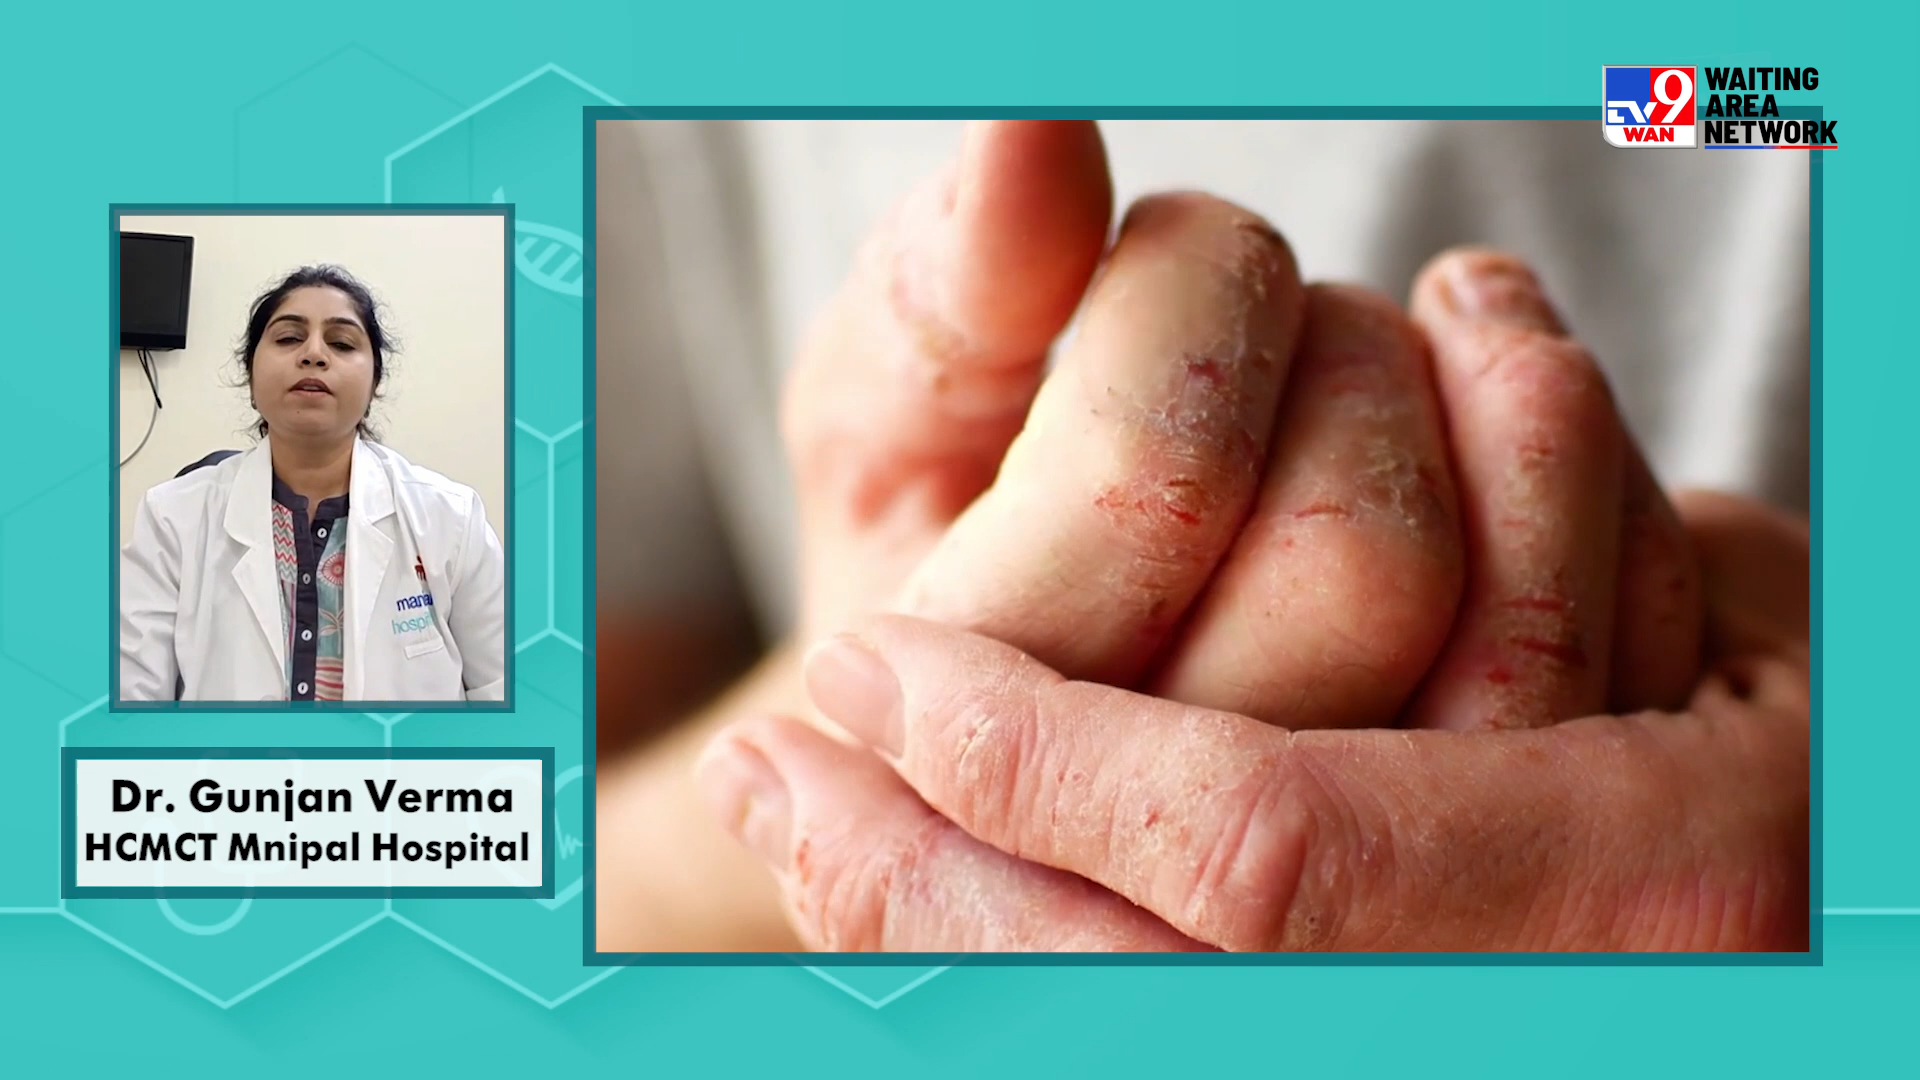 TV9
WAN
WAITING
AREA
NETWORK
Dr. Gunjan Verma
HCMCT Mnipal Hospital